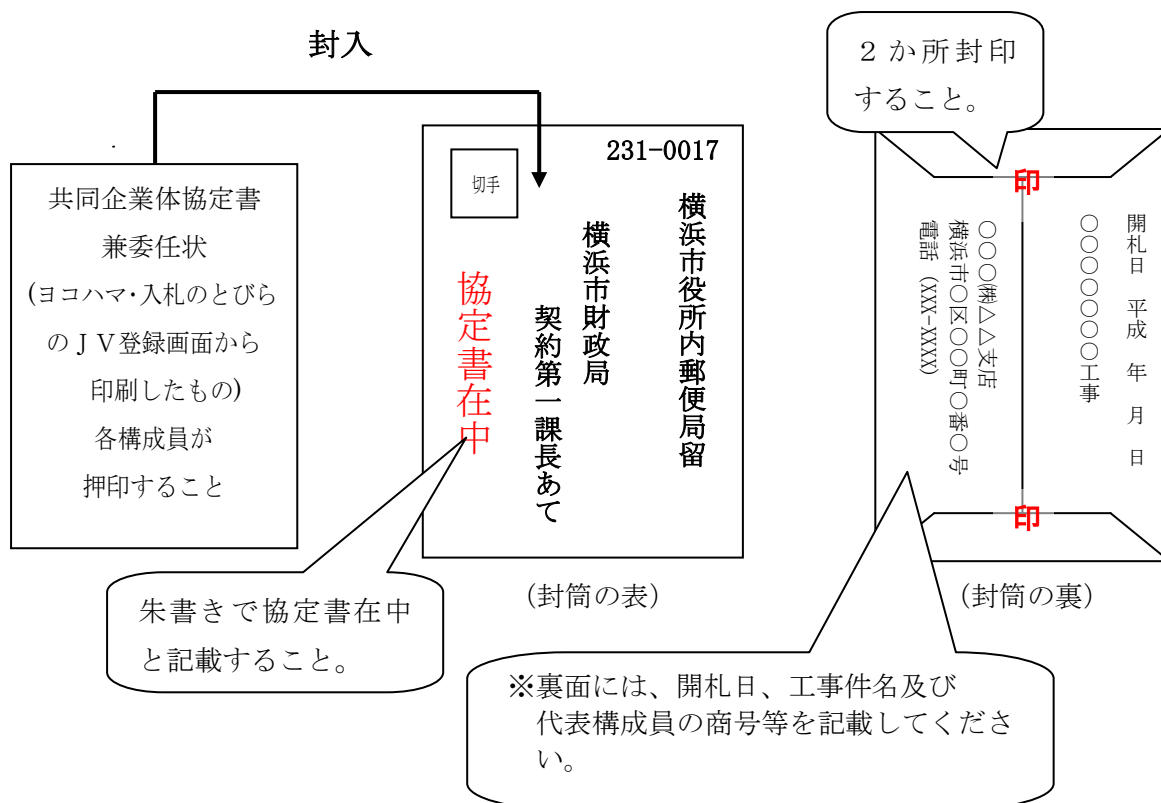 封入
共同企業体協定書
兼委任状
(ヨコハマ・入札のとびら
のＪＶ登録画面から
印刷したもの)
各構成員が
押印すること
231-0017
切手
横浜市役所内郵便局留
横浜市財政局
契約第一課長あて
協定書在中
(封筒の表)
朱書きで協定書在中
と記載すること。
２か所封印
すること。
印
開札日　平成　年　月　日
○○○○○○○工事
○○○㈱△△支店
横浜市○区○○町○番○号
電話（XXX-XXXX）
印
(封筒の裏)
※裏面には、開札日、工事件名及び
代表構成員の商号等を記載してくださ
い。